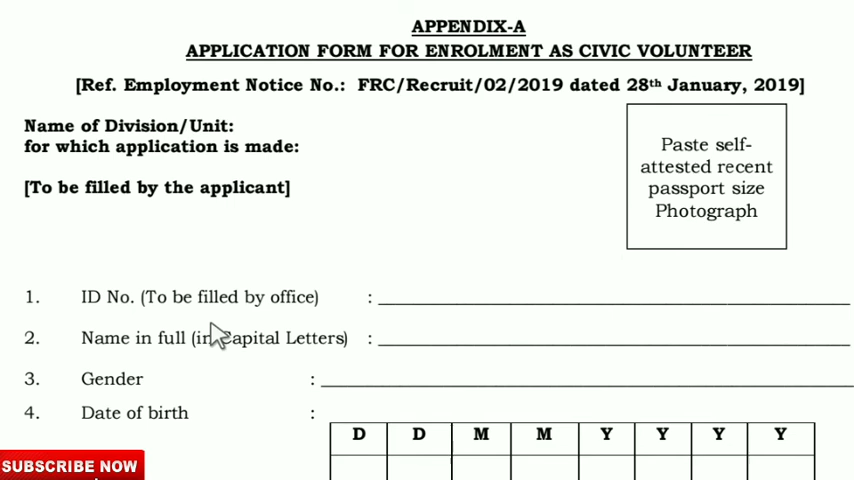 APPENDIX-A
APPLICATION FORM FOR ENROLMENT AS CIVIC VOLUNTEER
[Ref. Employment Notice No.: FRC/Recruit/02/2019 dated 28th January, 2019]
Name of Division/Unit:
for which application is made:
[To be filled by the applicant]
Paste self-
attested recent
passport size
Photograph
1. ID No. (To be filled by office) :
2. Name in full (in Capital Letters) :
3. Gender :
4. Date of birth :
D D M M Y Y Y Y
SUBSCRIBE NOW